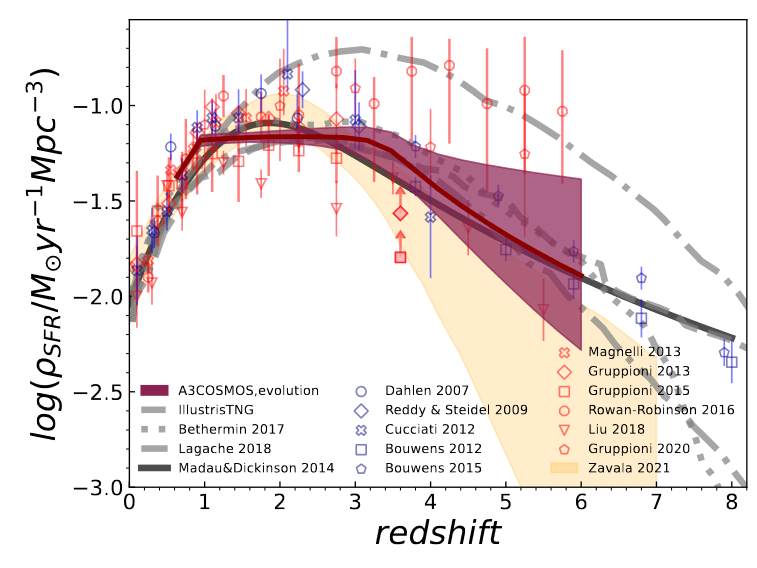 log(ρ_SFR/M_⊙yr^−1Mpc^−3)
−1.0
−1.5
−2.0
−2.5
−3.0
A3COSMOS,evolution
IllustrisTNG
Bethermin 2017
Lagache 2018
Madau&Dickinson 2014
Dahlen 2007
Reddy & Steidel 2009
Cucciati 2012
Bouwens 2012
Bouwens 2015
Magnelli 2013
Gruppioni 2013
Gruppioni 2015
Rowan-Robinson 2016
Liu 2018
Gruppioni 2020
Zavala 2021
0 1 2 3 4 5 6 7 8
redshift